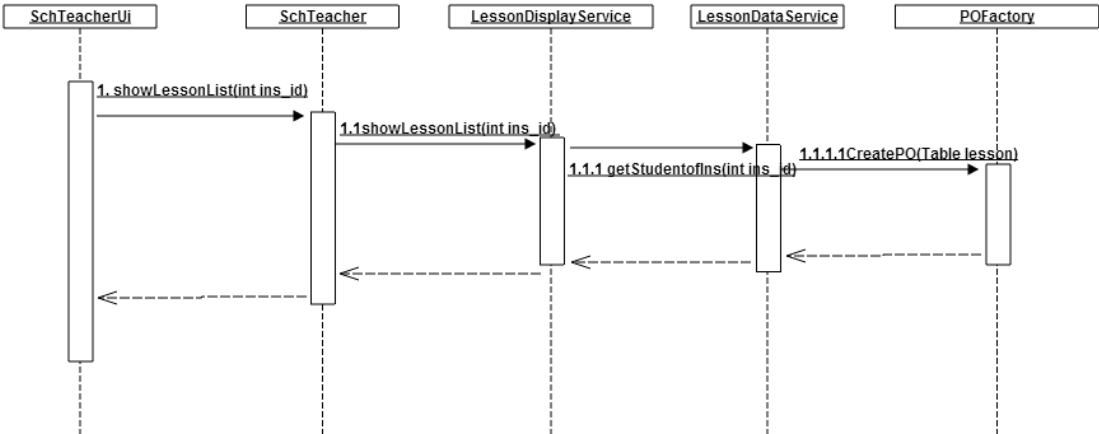 SchTeacherUi
SchTeacher
LessonDisplayService
LessonDataService
POFactory
1. showLessonList(int ins_id)
1.1showLessonList(int ins_id)
1.1.1 getStudentofIns(int ins_id)
1.1.1.1CreatePO(Table lesson)